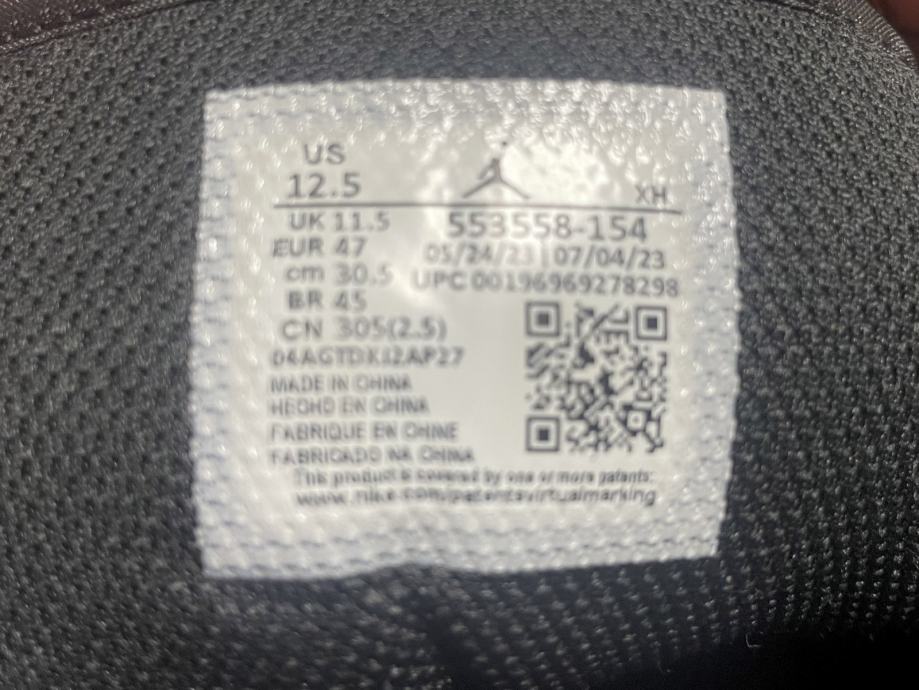 US
12.5
XH
UK 11.5
553558-154
EUR 47
05/24/23 07/04/23
cm 30.5
UPC 00196969278298
BR 45
CN 305(2.5)
MADE IN CHINA
HECHO EN CHINA
FABRIQUE EN CHINE
FABRICADO NA CHINA
This product is covered by one or more patents:
www.nike.com/patentsvirtualmarking